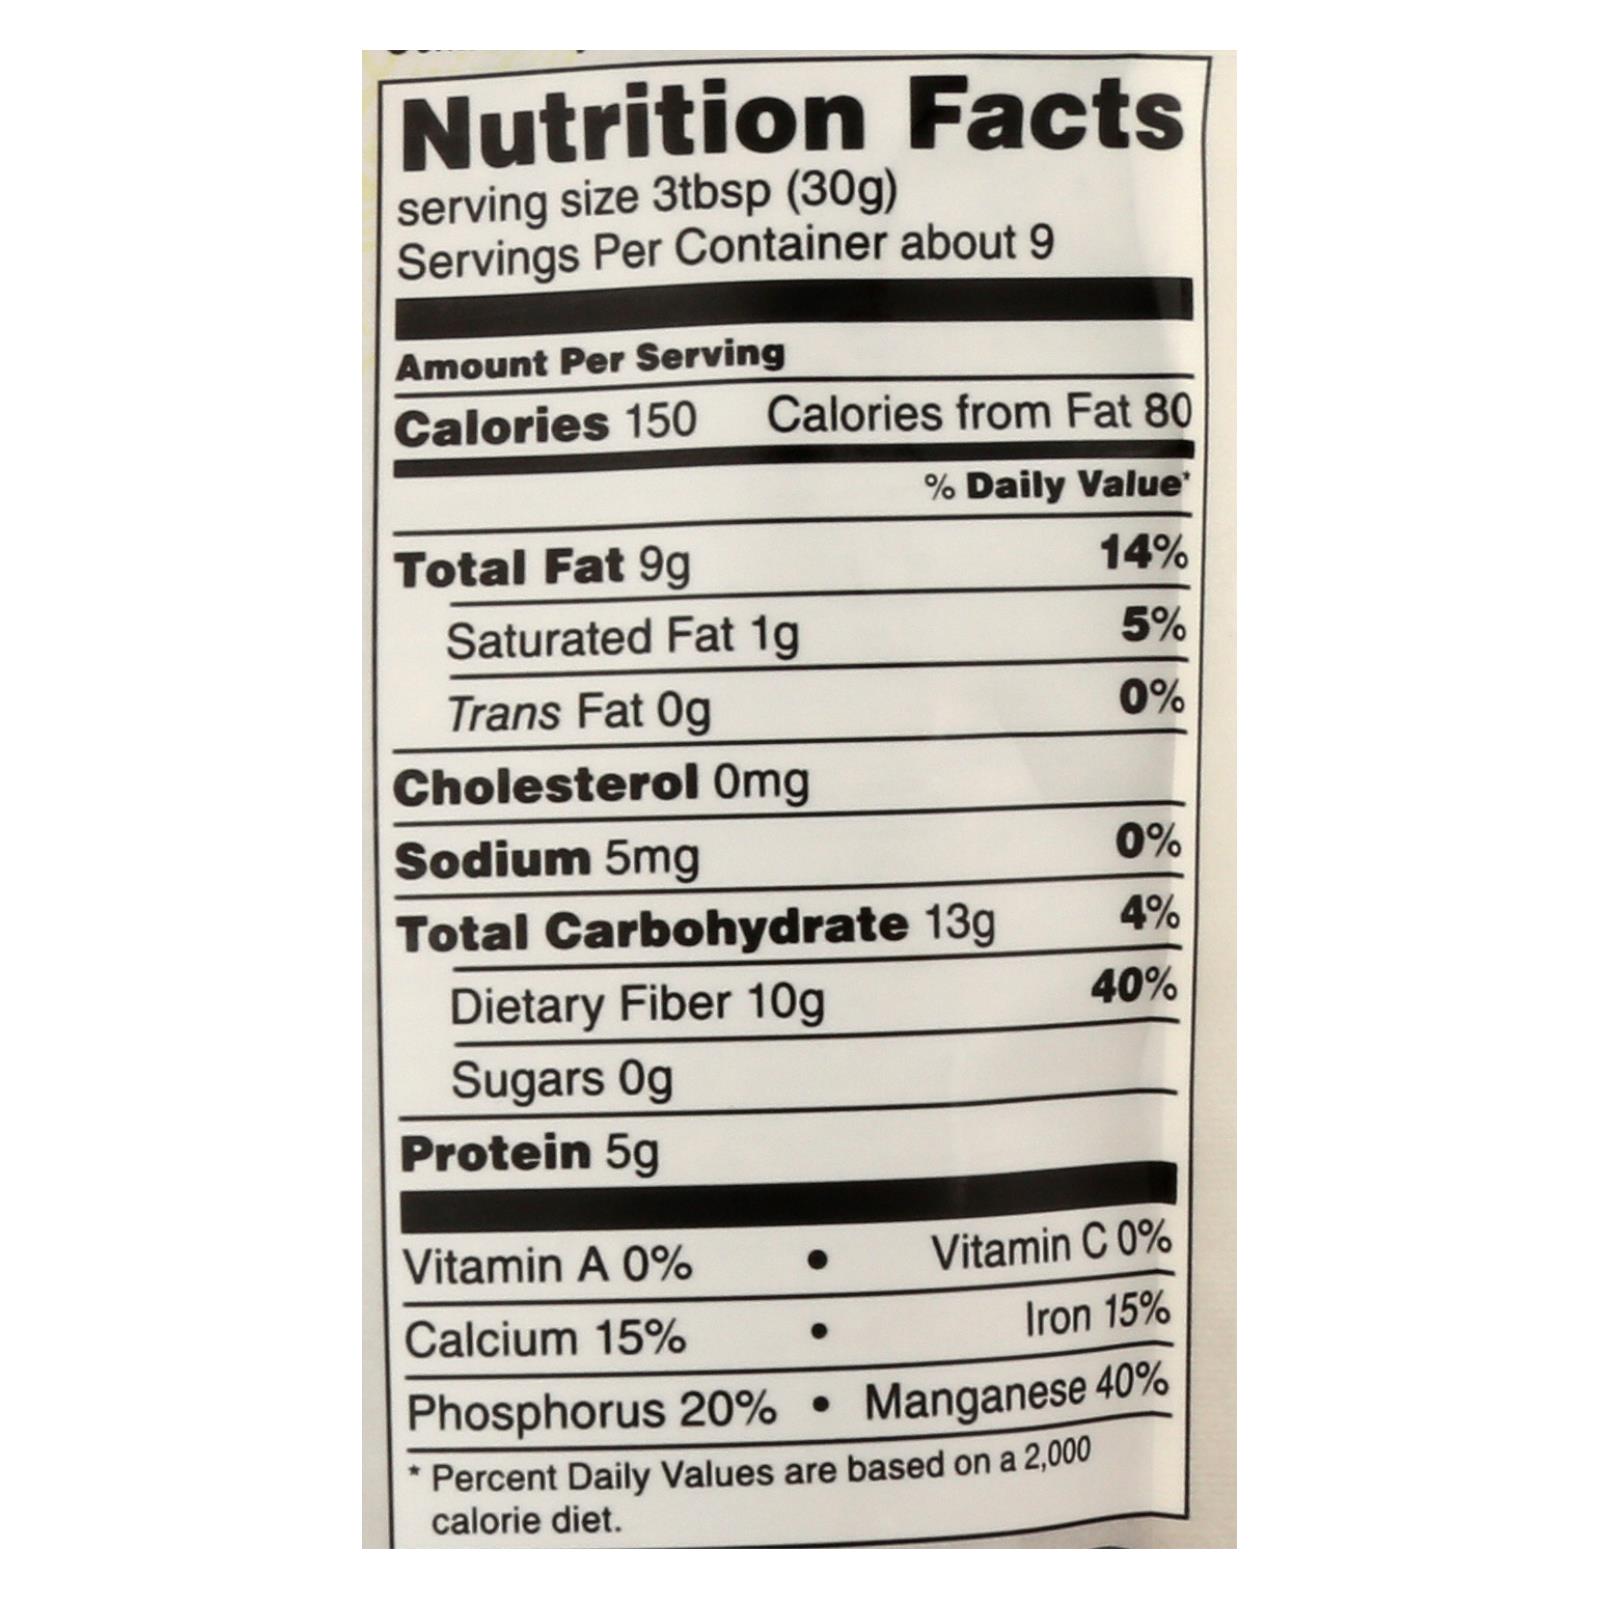 Nutrition Facts
serving size 3tbsp (30g)
Servings Per Container about 9
Amount Per Serving
Calories 150 Calories from Fat 80
% Daily Value*
Total Fat 9g 14%
Saturated Fat 1g 5%
Trans Fat 0g 0%
Cholesterol 0mg
Sodium 5mg 0%
Total Carbohydrate 13g 4%
Dietary Fiber 10g 40%
Sugars 0g
Protein 5g
Vitamin A 0% • Vitamin C 0%
Calcium 15% • Iron 15%
Phosphorus 20% • Manganese 40%
* Percent Daily Values are based on a 2,000
calorie diet.